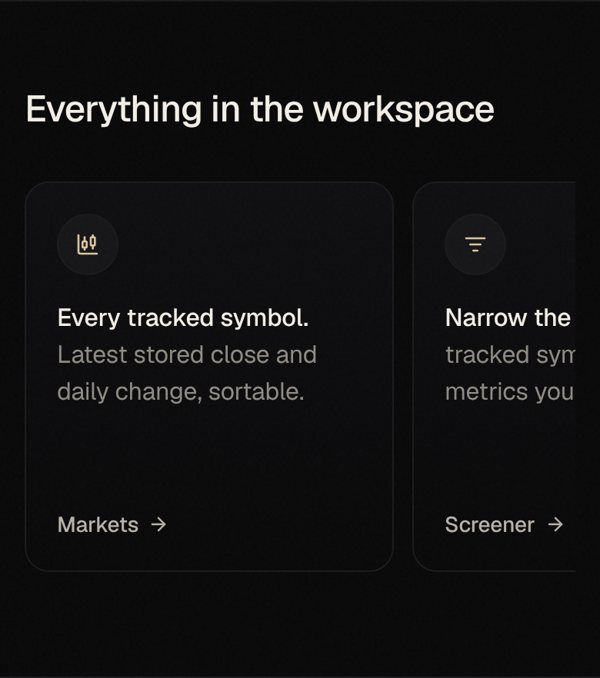 Everything in the workspace
Every tracked symbol.
Latest stored close and
daily change, sortable.
Markets →
Narrow the
tracked sym
metrics you
Screener →